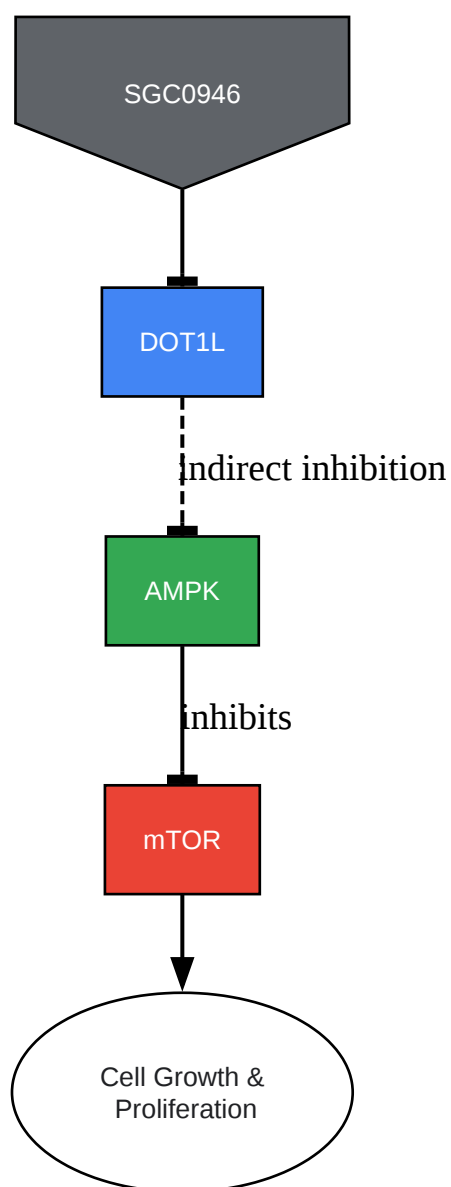 SGC0946
DOT1L
indirect inhibition
AMPK
inhibits
mTOR
Cell Growth &
Proliferation